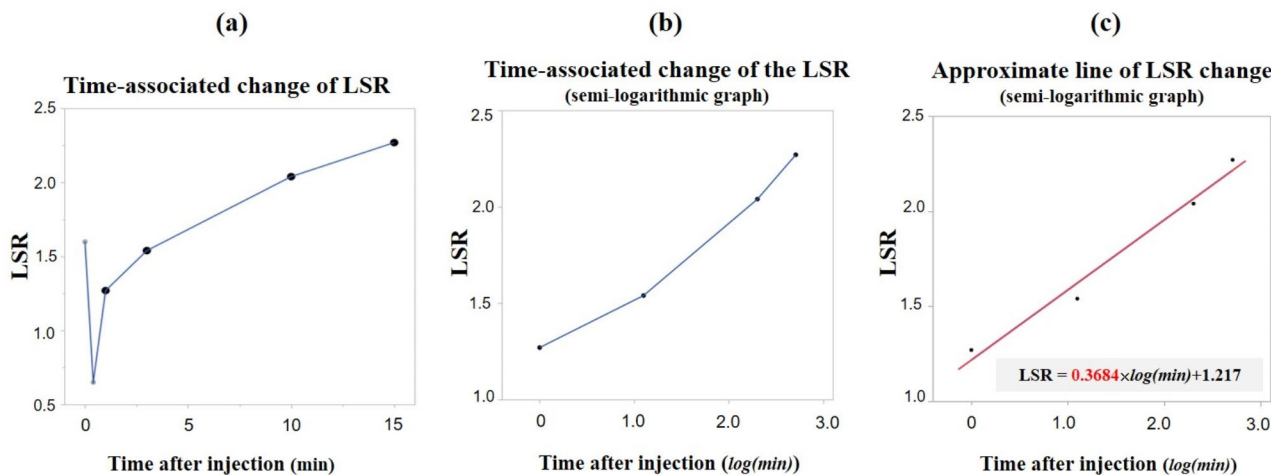 (a)
Time-associated change of LSR
2.5
2.0
1.5
1.0
0.5
LSR
0
5
10
15
Time after injection (min)
(b)
Time-associated change of the LSR
(semi-logarithmic graph)
2.5
2.0
1.5
1.0
LSR
0
1.0
2.0
3.0
Time after injection (log(min))
(c)
Approximate line of LSR change
(semi-logarithmic graph)
2.5
2.0
1.5
1.0
LSR
LSR = 0.3684×log(min)+1.217
0
1.0
2.0
3.0
Time after injection (log(min))